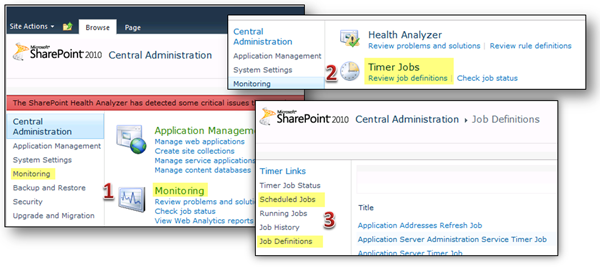 Site Actions
Browse
Page
Microsoft
SharePoint 2010
Central Administration
The SharePoint Health Analyzer has detected some critical issues
Central
Administration
Application Management
System Settings
Monitoring
Backup and Restore
Security
Upgrade and Migration
1
Application Manageme
Manage web applications
Create site collections
Manage service applications
Manage content databases
Monitoring
Review problems and solutio
Check job status
View Web Analytics reports
Central
Administration
Application Management
System Settings
Monitoring
2
Health Analyzer
Review problems and solutions | Review rule definitions
Timer Jobs
Review job definitions | Check job status
Microsoft
SharePoint 2010
Central Administration ▸ Job Definitions
Timer Links
Timer Job Status
Scheduled Jobs
Running Jobs
Job History
Job Definitions
3
Title
Application Addresses Refresh Job
Application Server Administration Service Timer Job
Application Server Timer Job